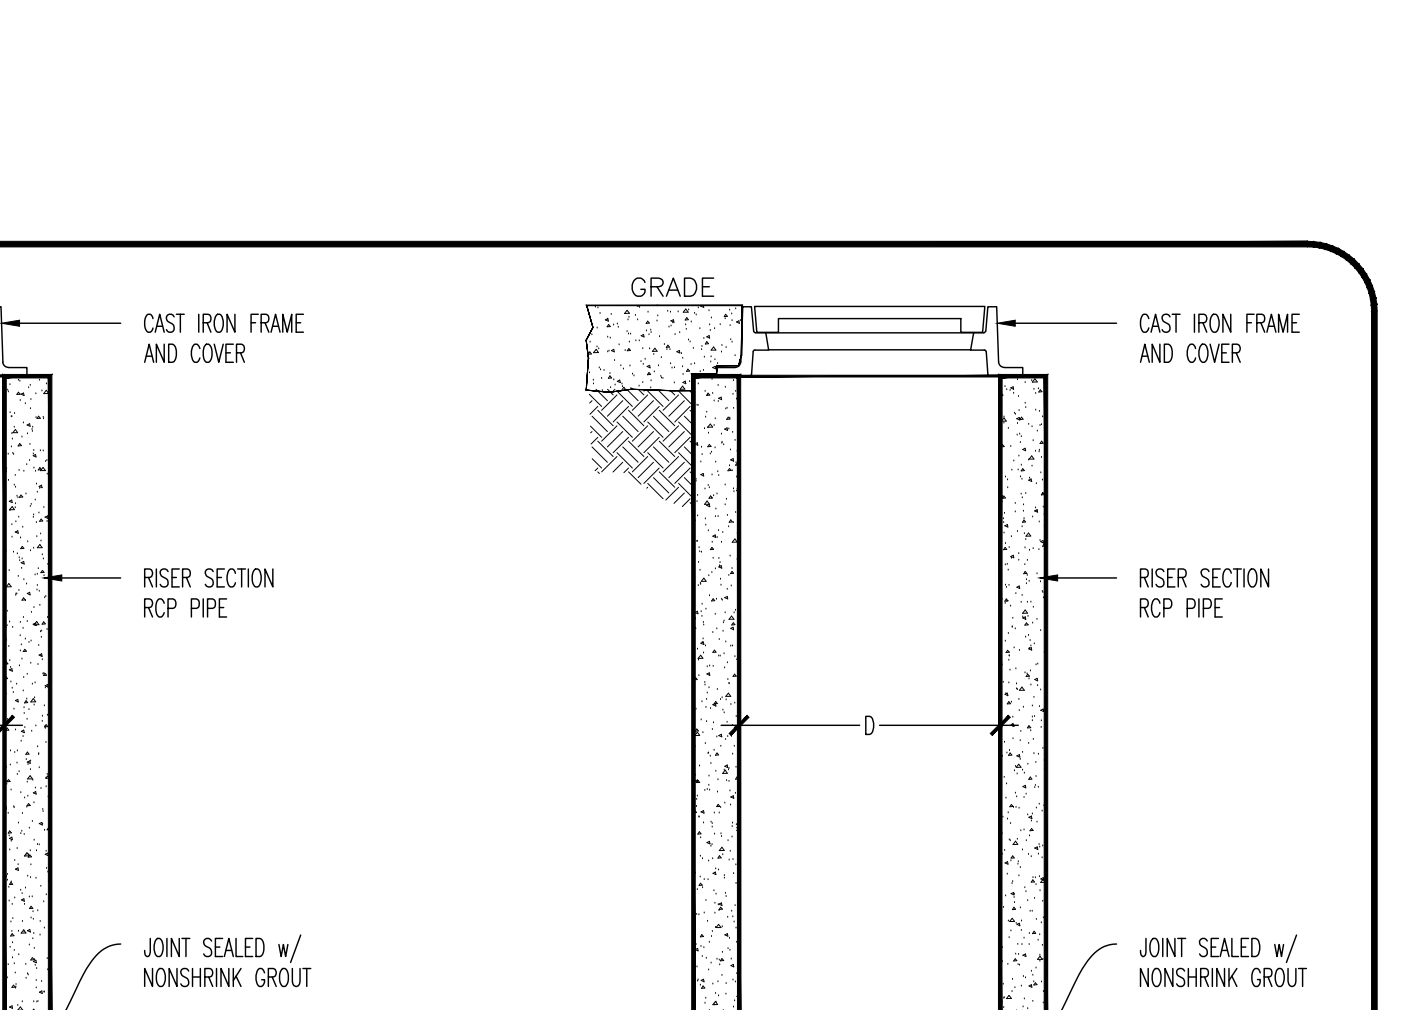 GRADE
CAST IRON FRAME
AND COVER
CAST IRON FRAME
AND COVER
RISER SECTION
RCP PIPE
RISER SECTION
RCP PIPE
D
JOINT SEALED w/
NONSHRINK GROUT
JOINT SEALED w/
NONSHRINK GROUT